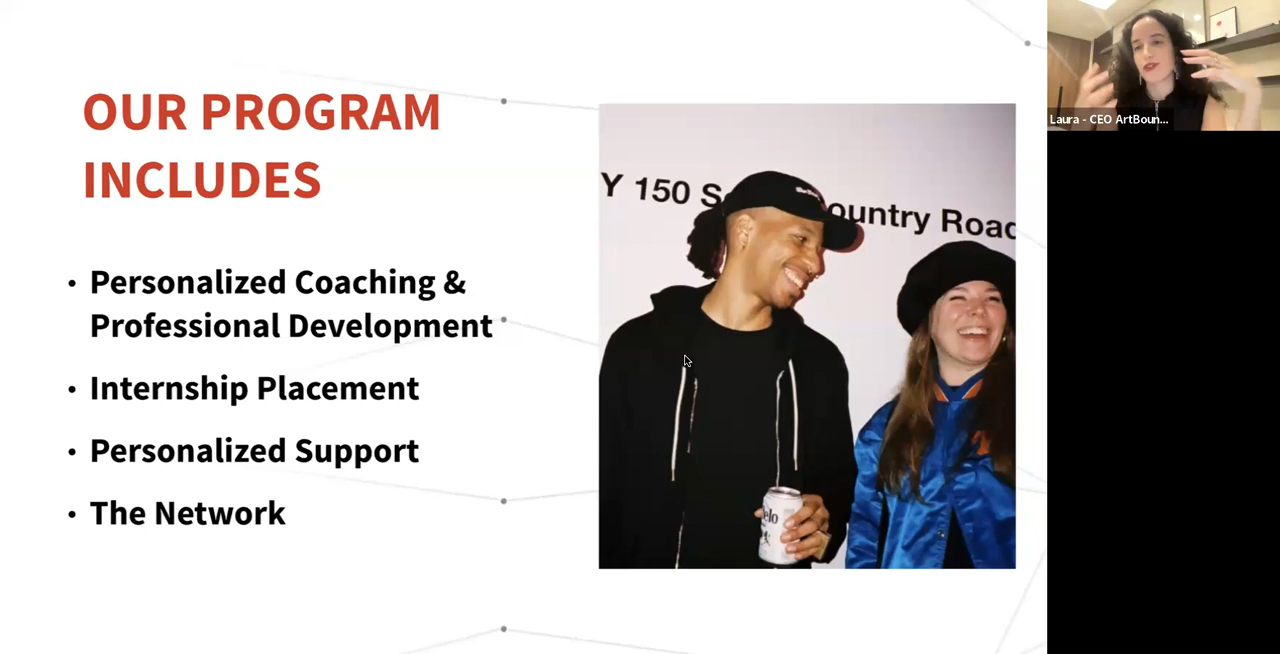 OUR PROGRAM
INCLUDES
• Personalized Coaching &
Professional Development
• Internship Placement
• Personalized Support
• The Network
Y 150 S ountry Road
elo
Laura - CEO ArtBoun...